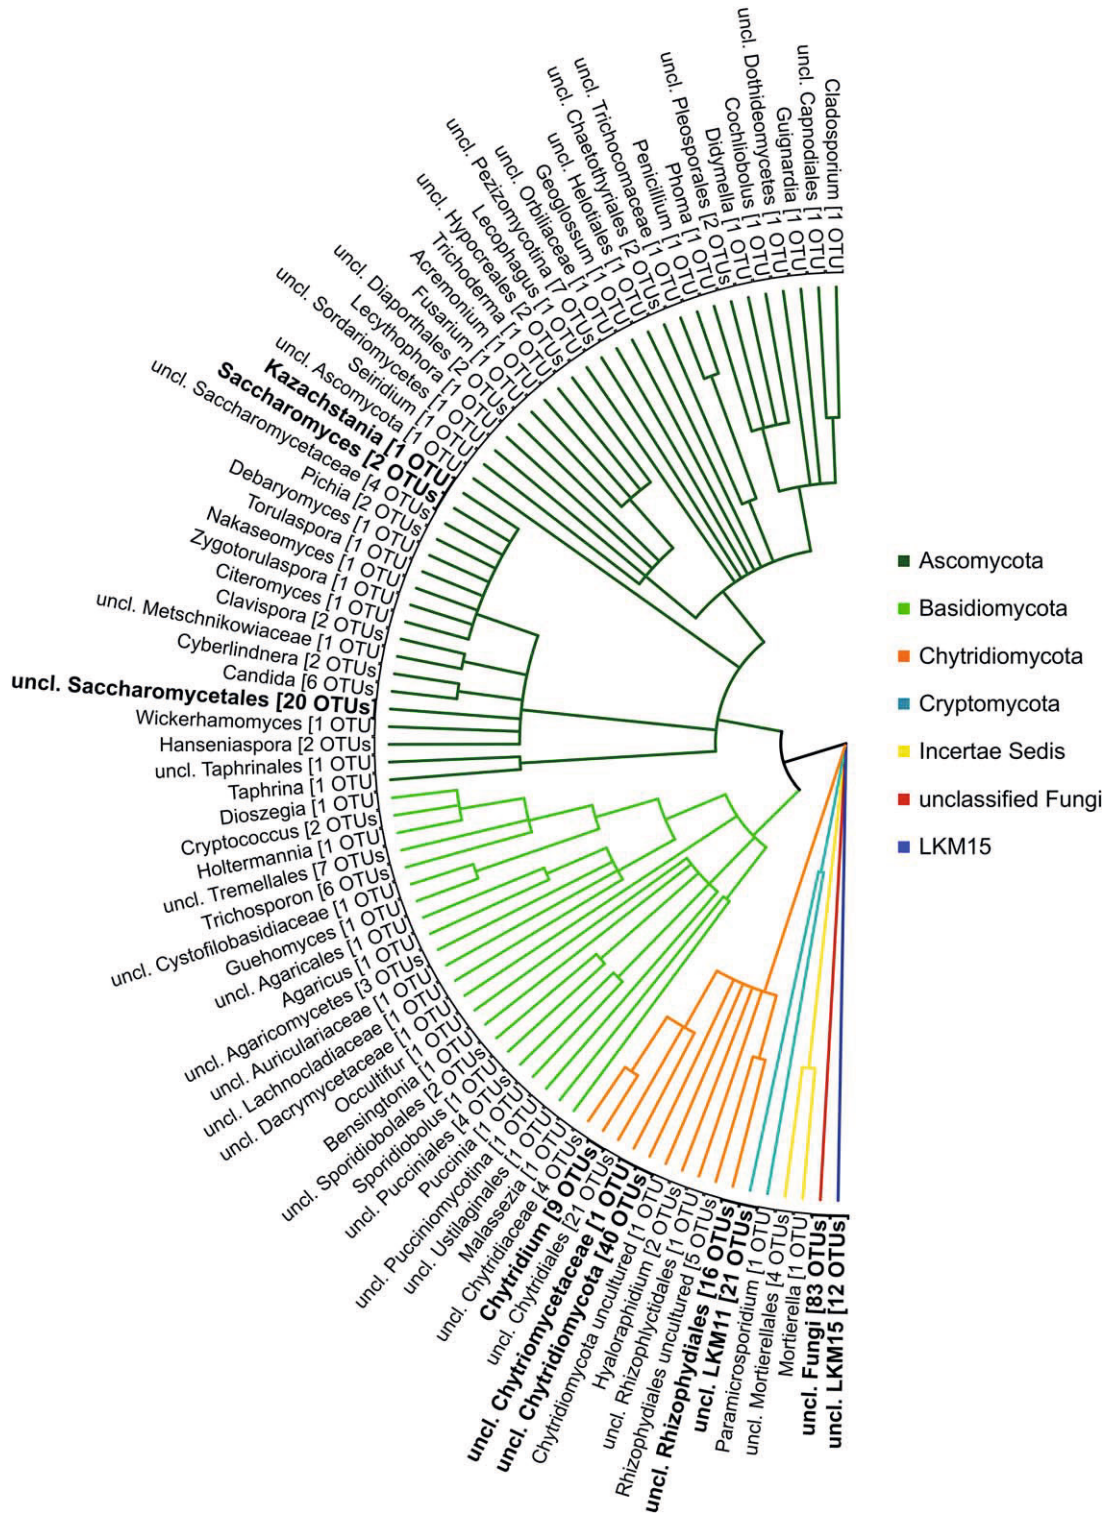 Cladosporium [1 OTU]
uncl. Capnodiales [1 OTU]
Guignardia [1 OTU]
uncl. Dothideomycetes [1 OTU]
Cochliobolus [1 OTU]
Didymella [1 OTU]
uncl. Pleosporales [2 OTUs]
Phoma [1 OTU]
Penicillium [1 OTU]
uncl. Trichocomaceae [1 OTU]
uncl. Chaetothyriales [2 OTUs]
uncl. Helotiales [1 OTU]
Geoglossum [1 OTU]
uncl. Orbiliaceae [1 OTU]
uncl. Pezizomycotina [7 OTUs]
Lecophagus [1 OTU]
uncl. Hypocreales [2 OTUs]
Trichoderma [1 OTU]
Acremonium [1 OTU]
Fusarium [1 OTU]
uncl. Diaporthales [2 OTUs]
Lecythophora [1 OTU]
uncl. Sordariomycetes [1 OTU]
Seiridium [1 OTU]
uncl. Ascomycota [1 OTU]
Kazachstania [1 OTU]
Saccharomyces [2 OTUs]
uncl. Saccharomycetaceae [4 OTUs]
Pichia [2 OTUs]
Debaryomyces [1 OTU]
Torulaspora [1 OTU]
Nakaseomyces [1 OTU]
Zygotorulaspora [1 OTU]
Citeromyces [1 OTU]
Clavispora [2 OTUs]
uncl. Metschnikowiaceae [1 OTU]
Cyberlindnera [2 OTUs]
Candida [6 OTUs]
uncl. Saccharomycetales [20 OTUs]
Wickerhamomyces [1 OTU]
Hanseniaspora [2 OTUs]
uncl. Taphrinales [1 OTU]
Taphrina [1 OTU]
Dioszegia [1 OTU]
Cryptococcus [2 OTUs]
Holtermannia [1 OTU]
uncl. Tremellales [7 OTUs]
Trichosporon [6 OTUs]
uncl. Cystofilobasidiaceae [1 OTU]
Guehomyces [1 OTU]
uncl. Agaricales [1 OTU]
Agaricus [1 OTU]
uncl. Agaricomycetes [3 OTUs]
uncl. Auriculariaceae [1 OTU]
uncl. Lachnocladiaceae [1 OTU]
uncl. Dacrymycetaceae [1 OTU]
Occultifur [1 OTU]
Bensingtonia [1 OTU]
uncl. Sporidiobolales [2 OTUs]
Sporidiobolus [1 OTU]
uncl. Pucciniales [4 OTUs]
Puccinia [1 OTU]
uncl. Pucciniomycotina [1 OTU]
uncl. Ustilaginales [1 OTU]
Malassezia [1 OTU]
uncl. Chytridiaceae [4 OTUs]
Chytridium [9 OTUs]
uncl. Chytridiales [21 OTUs]
uncl. Chytriomycetaceae [1 OTU]
uncl. Chytridiomycota [40 OTUs]
Chytridiomycota uncultured [1 OTU]
Hyaloraphidium [2 OTUs]
uncl. Rhizophlyctidales [1 OTU]
Rhizophydiales uncultured [5 OTUs]
uncl. Rhizophydiales [16 OTUs]
uncl. LKM11 [21 OTUs]
Paramicrosporidium [1 OTU]
uncl. Mortierellales [4 OTUs]
Mortierella [1 OTU]
uncl. Fungi [83 OTUs]
uncl. LKM15 [12 OTUs]
Ascomycota
Basidiomycota
Chytridiomycota
Cryptomycota
Incertae Sedis
unclassified Fungi
LKM15